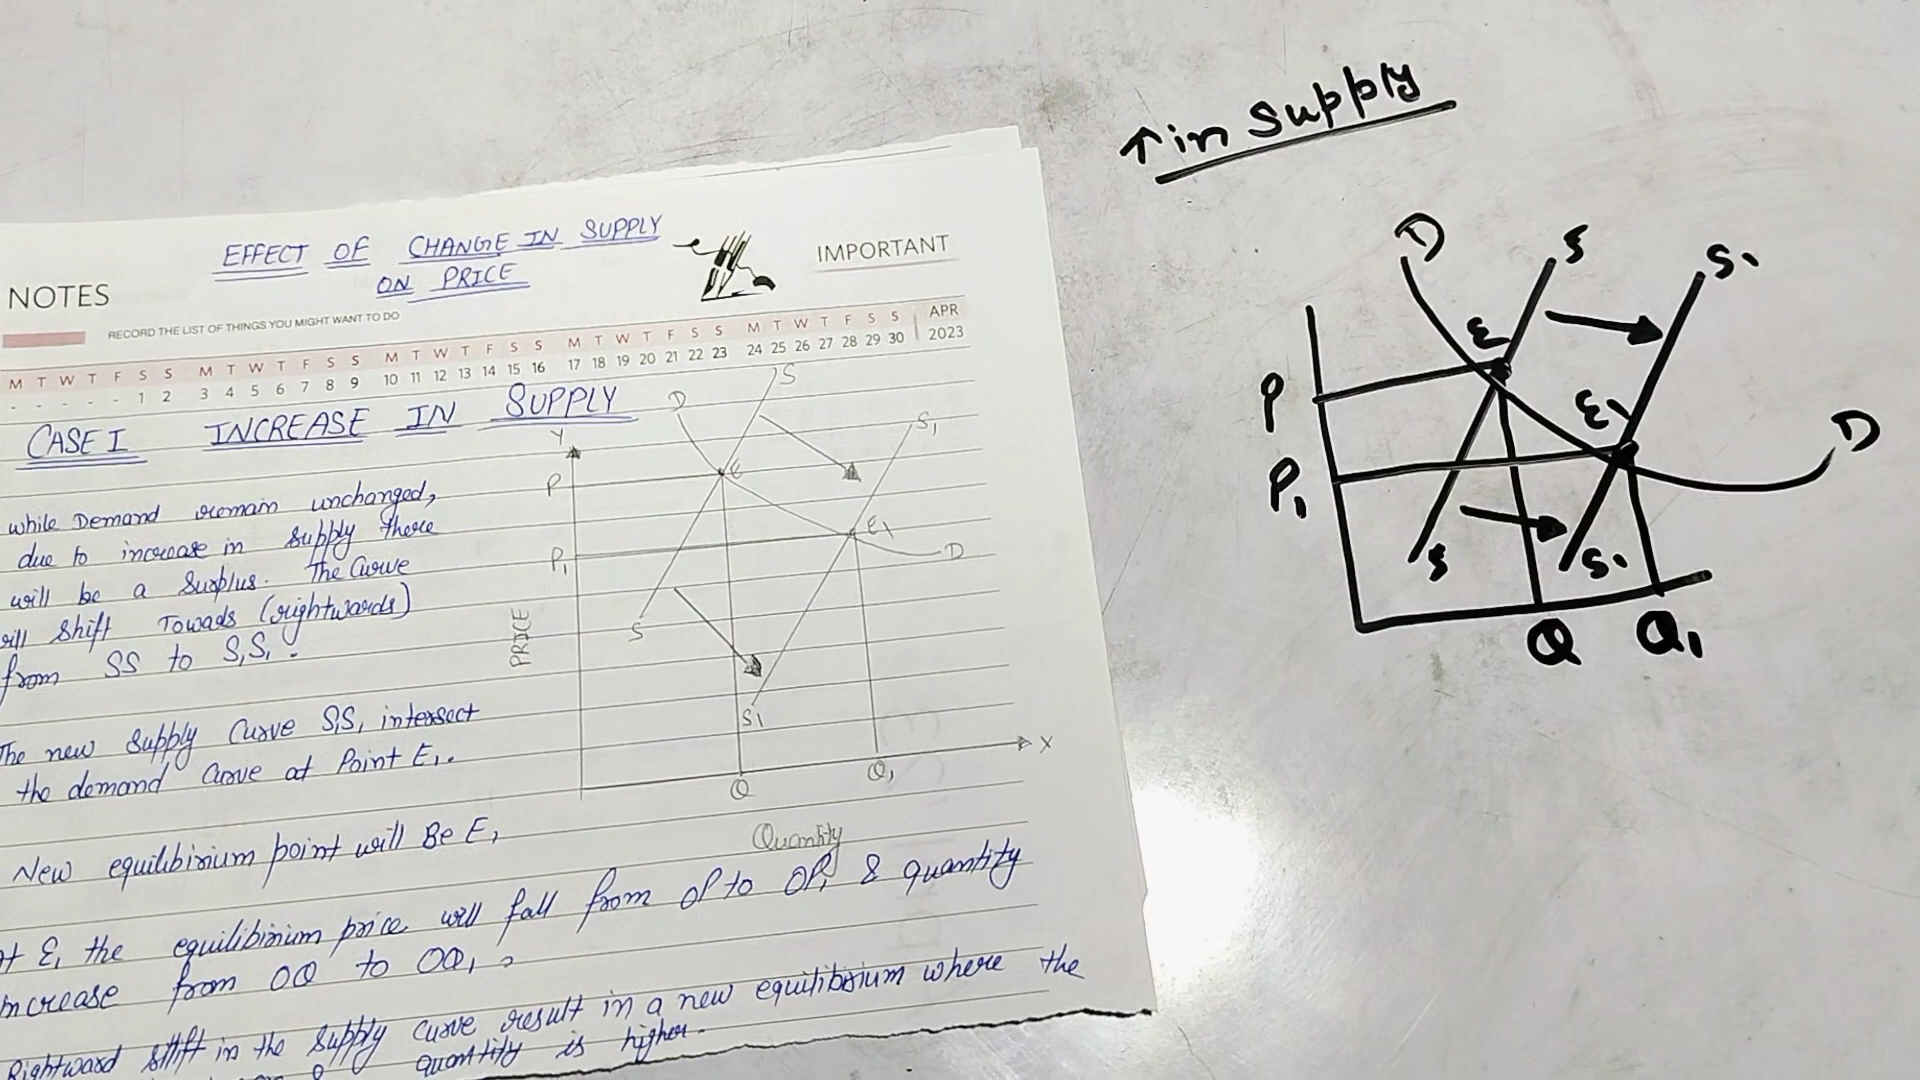 EFFECT OF CHANGE IN SUPPLY
ON PRICE
NOTES
IMPORTANT
RECORD THE LIST OF THINGS YOU MIGHT WANT TO DO
M T W T F S S M T W T F S S M T W T F S S M T W T F S S M T W T F S S APR
- - - - - 1 2 3 4 5 6 7 8 9 10 11 12 13 14 15 16 17 18 19 20 21 22 23 24 25 26 27 28 29 30 2023
CASE I INCREASE IN SUPPLY
while Demand remain unchanged,
due to increase in supply there
will be a Surplus. The Curve
will shift Towads (rightwards)
from SS to S1S1.
The new Supply Curve S1S1 intersect
the demand Curve at Point E1.
New equilibirium point will Be E1
At E1 the equilibirium price will fall from OP to OP1 & quantity
increase from OQ to OQ1.
Rightward shift in the supply curve result in a new equilibirium where the
quantity is higher.
Y
D
S
S1
P
E
P1
E1
D
S
PRICE
S1
X
Q
Q1
Quantity
↑ in Supply
D
S
S1
E
P
E1
D
P1
S
S1
Q
Q1